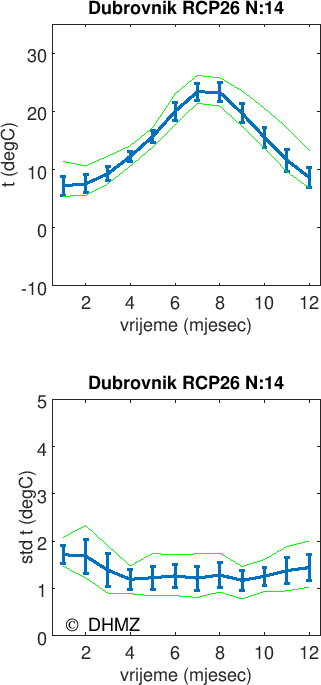 Dubrovnik RCP26 N:14
30
20
10
0
-10
t (degC)
2 4 6 8 10 12
vrijeme (mjesec)
Dubrovnik RCP26 N:14
5
4
3
2
1
0
std t (degC)
© DHMZ
2 4 6 8 10 12
vrijeme (mjesec)